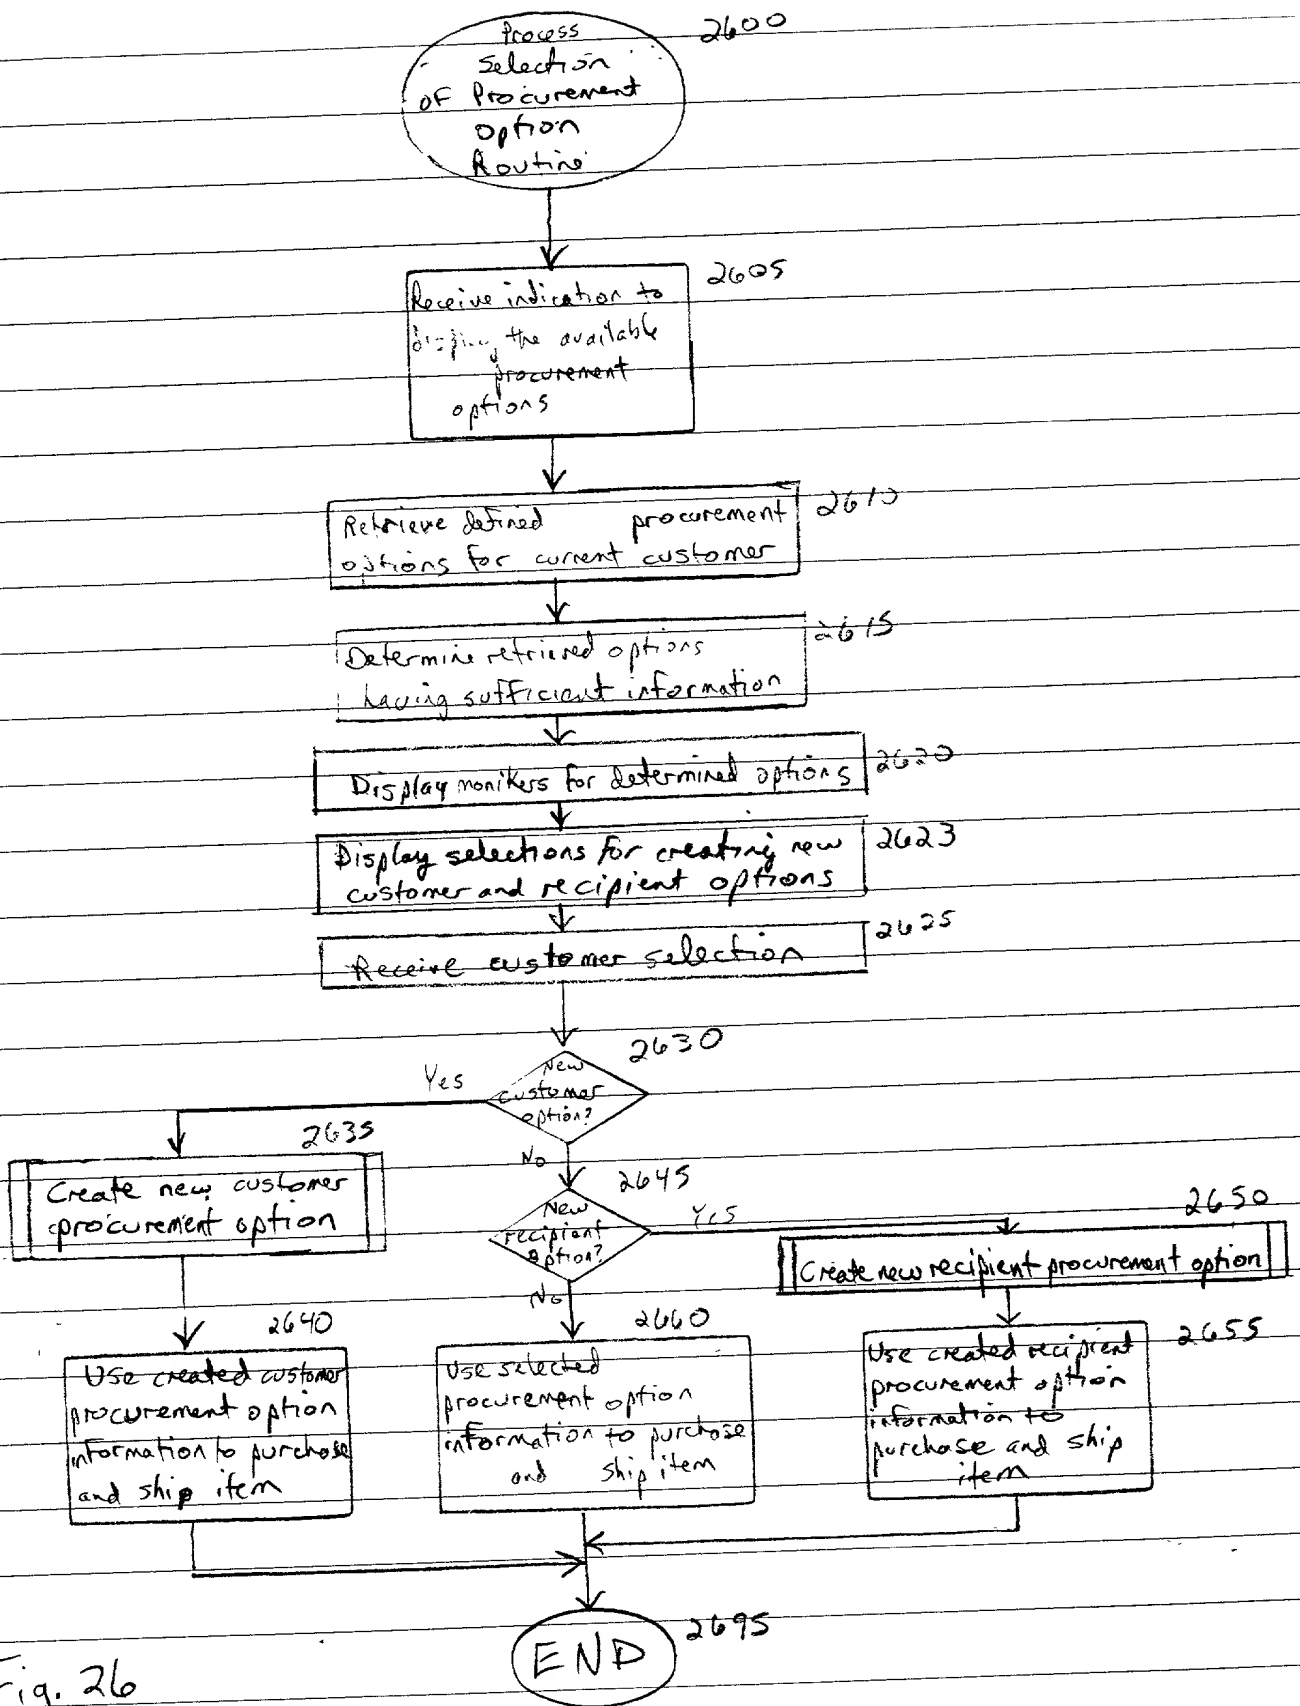 Process
Selection
of Procurement
option
Routine
2600
Receive indication to
display the available
procurement
options
2605
Retrieve defined procurement
options for current customer
2610
Determine retrieved options
having sufficient information
2615
Display monikers for determined options
2620
Display selections for creating new
customer and recipient options
2623
Receive customer selection
2625
2630
New
customer
option?
Yes
No
2635
Create new customer
procurement option
2645
New
recipient
option?
Yes
No
2650
Create new recipient procurement option
2640
Use created customer
procurement option
information to purchase
and ship item
2660
Use selected
procurement option
information to purchase
and ship item
2655
Use created recipient
procurement option
information to
purchase and ship
item
END
2695
Fig. 26